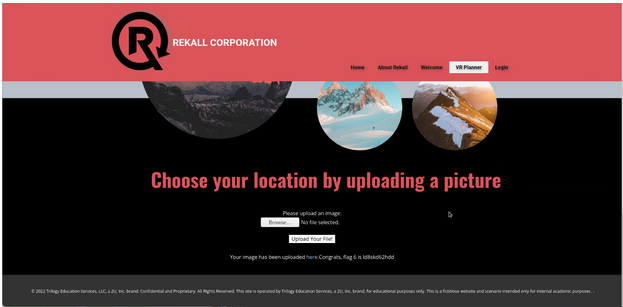 REKALL CORPORATION
Home About Rekall Welcome VR Planner Login
Choose your location by uploading a picture
Please upload an image:
Browse... No file selected.
Upload Your File!
Your image has been uploaded here.Congrats, flag 6 is ld8skd62hdd
© 2022 Trilogy Education Services, LLC, a 2U, Inc. brand. Confidential and Proprietary. All Rights Reserved. This site is operated by Trilogy Education Services, a 2U, Inc. brand, for educational purposes only. This is a fictitious website and scenario intended only for internal academic purposes. .